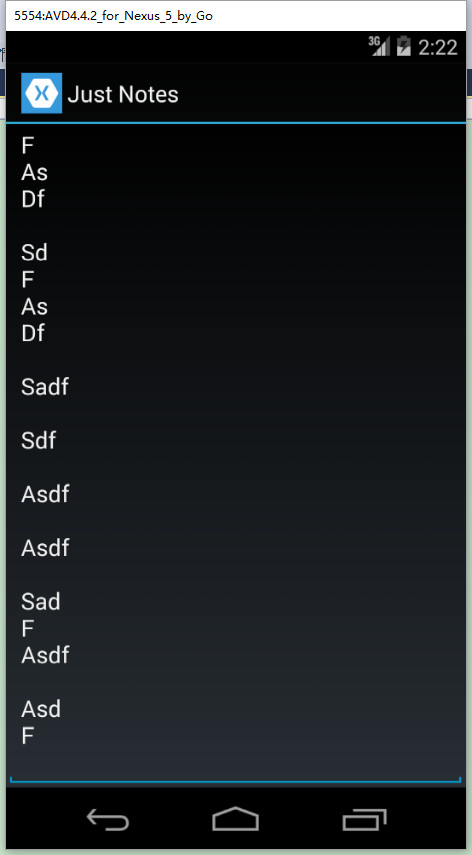 5554:AVD4.4.2_for_Nexus_5_by_Go
3G 2:22
Just Notes
F
As
Df
Sd
F
As
Df
Sadf
Sdf
Asdf
Asdf
Sad
F
Asdf
Asd
F